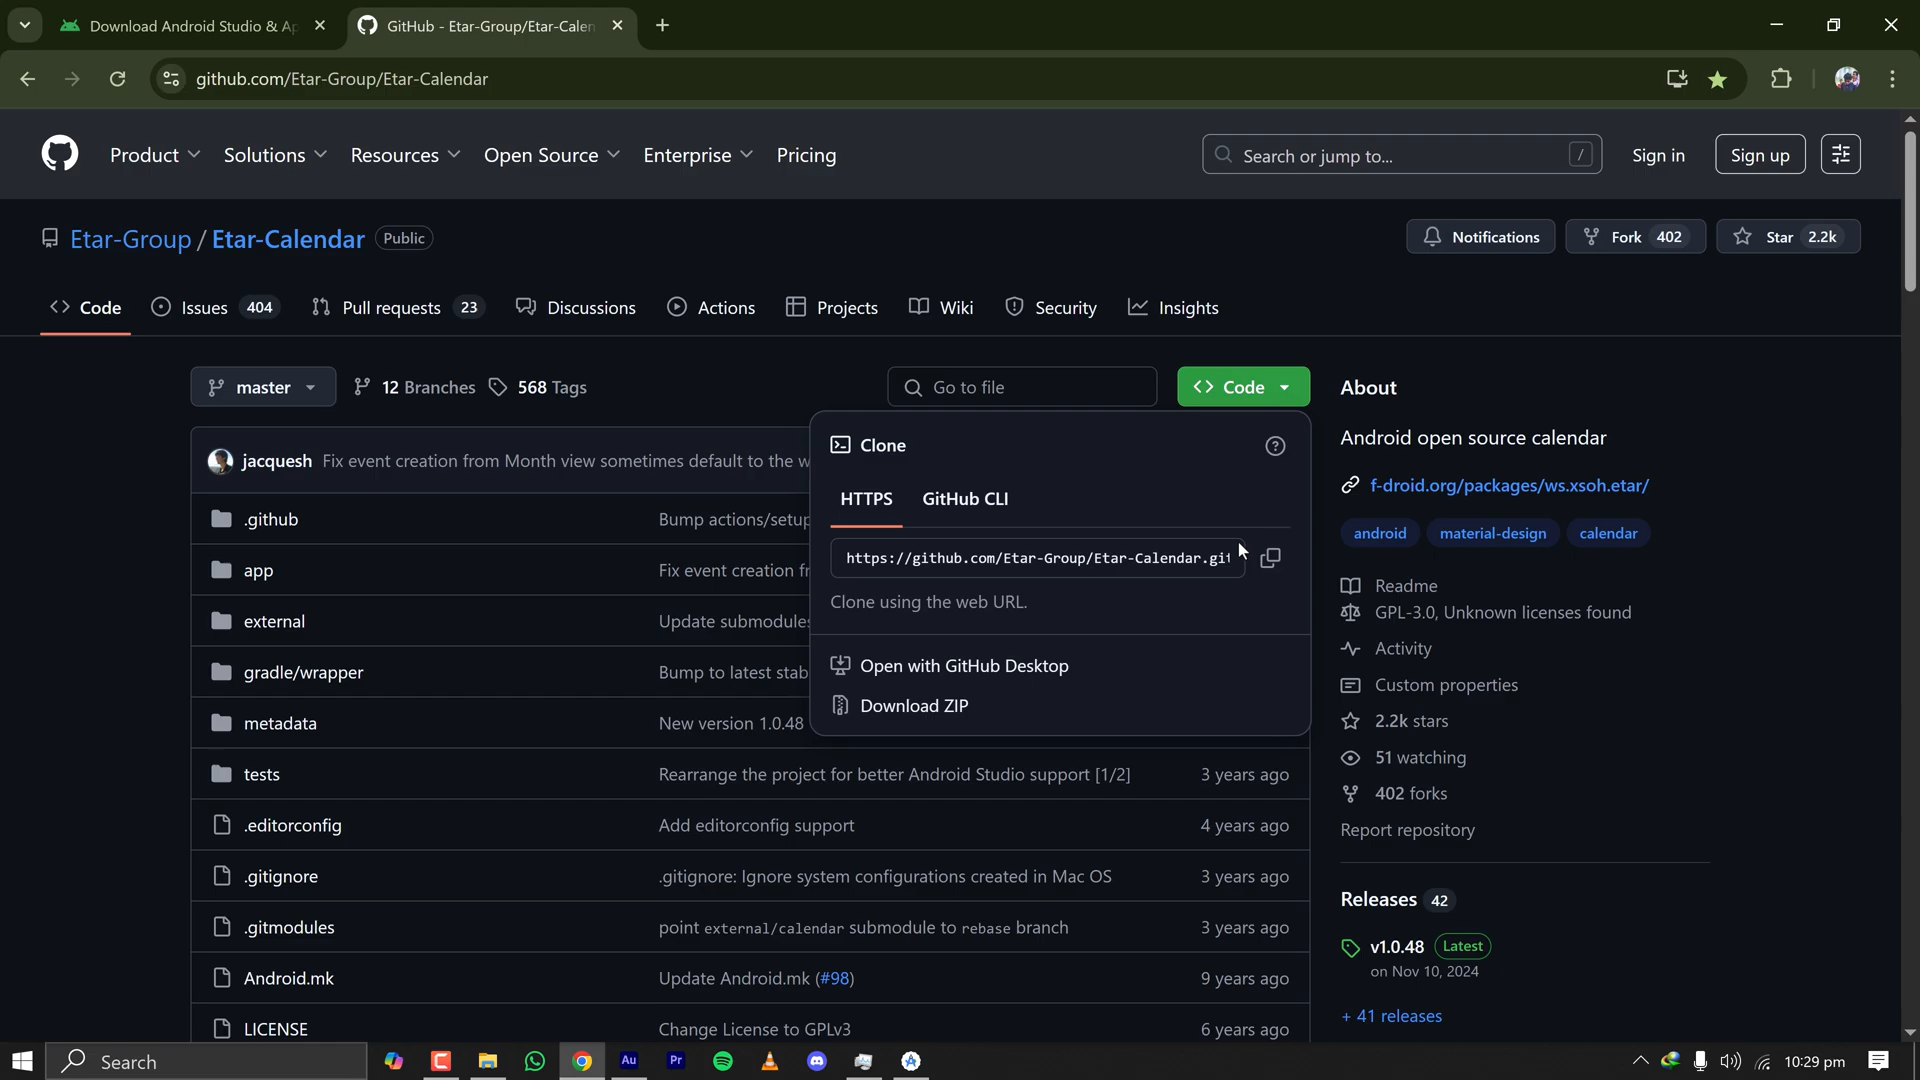 Download Android Studio & Ap
GitHub - Etar-Group/Etar-Calen
github.com/Etar-Group/Etar-Calendar
Product Solutions Resources Open Source Enterprise Pricing
Search or jump to... /
Sign in Sign up
Etar-Group / Etar-Calendar Public
Notifications Fork 402 Star 2.2k
Code Issues 404 Pull requests 23 Discussions Actions Projects Wiki Security Insights
master 12 Branches 568 Tags Go to file Code
Clone
HTTPS GitHub CLI
https://github.com/Etar-Group/Etar-Calendar.git
Clone using the web URL.
Open with GitHub Desktop
Download ZIP
jacquesh Fix event creation from Month view sometimes default to the w
.github Bump actions/setup
app Fix event creation fr
external Update submodules
gradle/wrapper Bump to latest stab
metadata New version 1.0.48
tests Rearrange the project for better Android Studio support [1/2] 3 years ago
.editorconfig Add editorconfig support 4 years ago
.gitignore .gitignore: Ignore system configurations created in Mac OS 3 years ago
.gitmodules point external/calendar submodule to rebase branch 3 years ago
Android.mk Update Android.mk (#98) 9 years ago
LICENSE Change License to GPLv3 6 years ago
About
Android open source calendar
f-droid.org/packages/ws.xsoh.etar/
android material-design calendar
Readme
GPL-3.0, Unknown licenses found
Activity
Custom properties
2.2k stars
51 watching
402 forks
Report repository
Releases 42
v1.0.48 Latest
on Nov 10, 2024
+ 41 releases
Search
Au Pr
10:29 pm